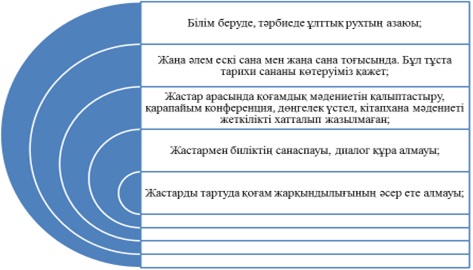 Білім беруде, тәрбиеде ұлттық рухтың азаюы;
Жаңа әлем ескі сана мен жаңа сана тоғысында. Бұл тұста
тарихи сананы көтеруіміз қажет;
Жастар арасында қоғамдық мәдениетін қалыптастыру,
қарапайым конференция, дөңгелек үстел, кітапхана мәдениеті
жеткілікті хатталып жазылмаған;
Жастармен биліктің санаспауы, диалог құра алмауы;
Жастарды тартуда қоғам жарқындылығының әсер ете алмауы;